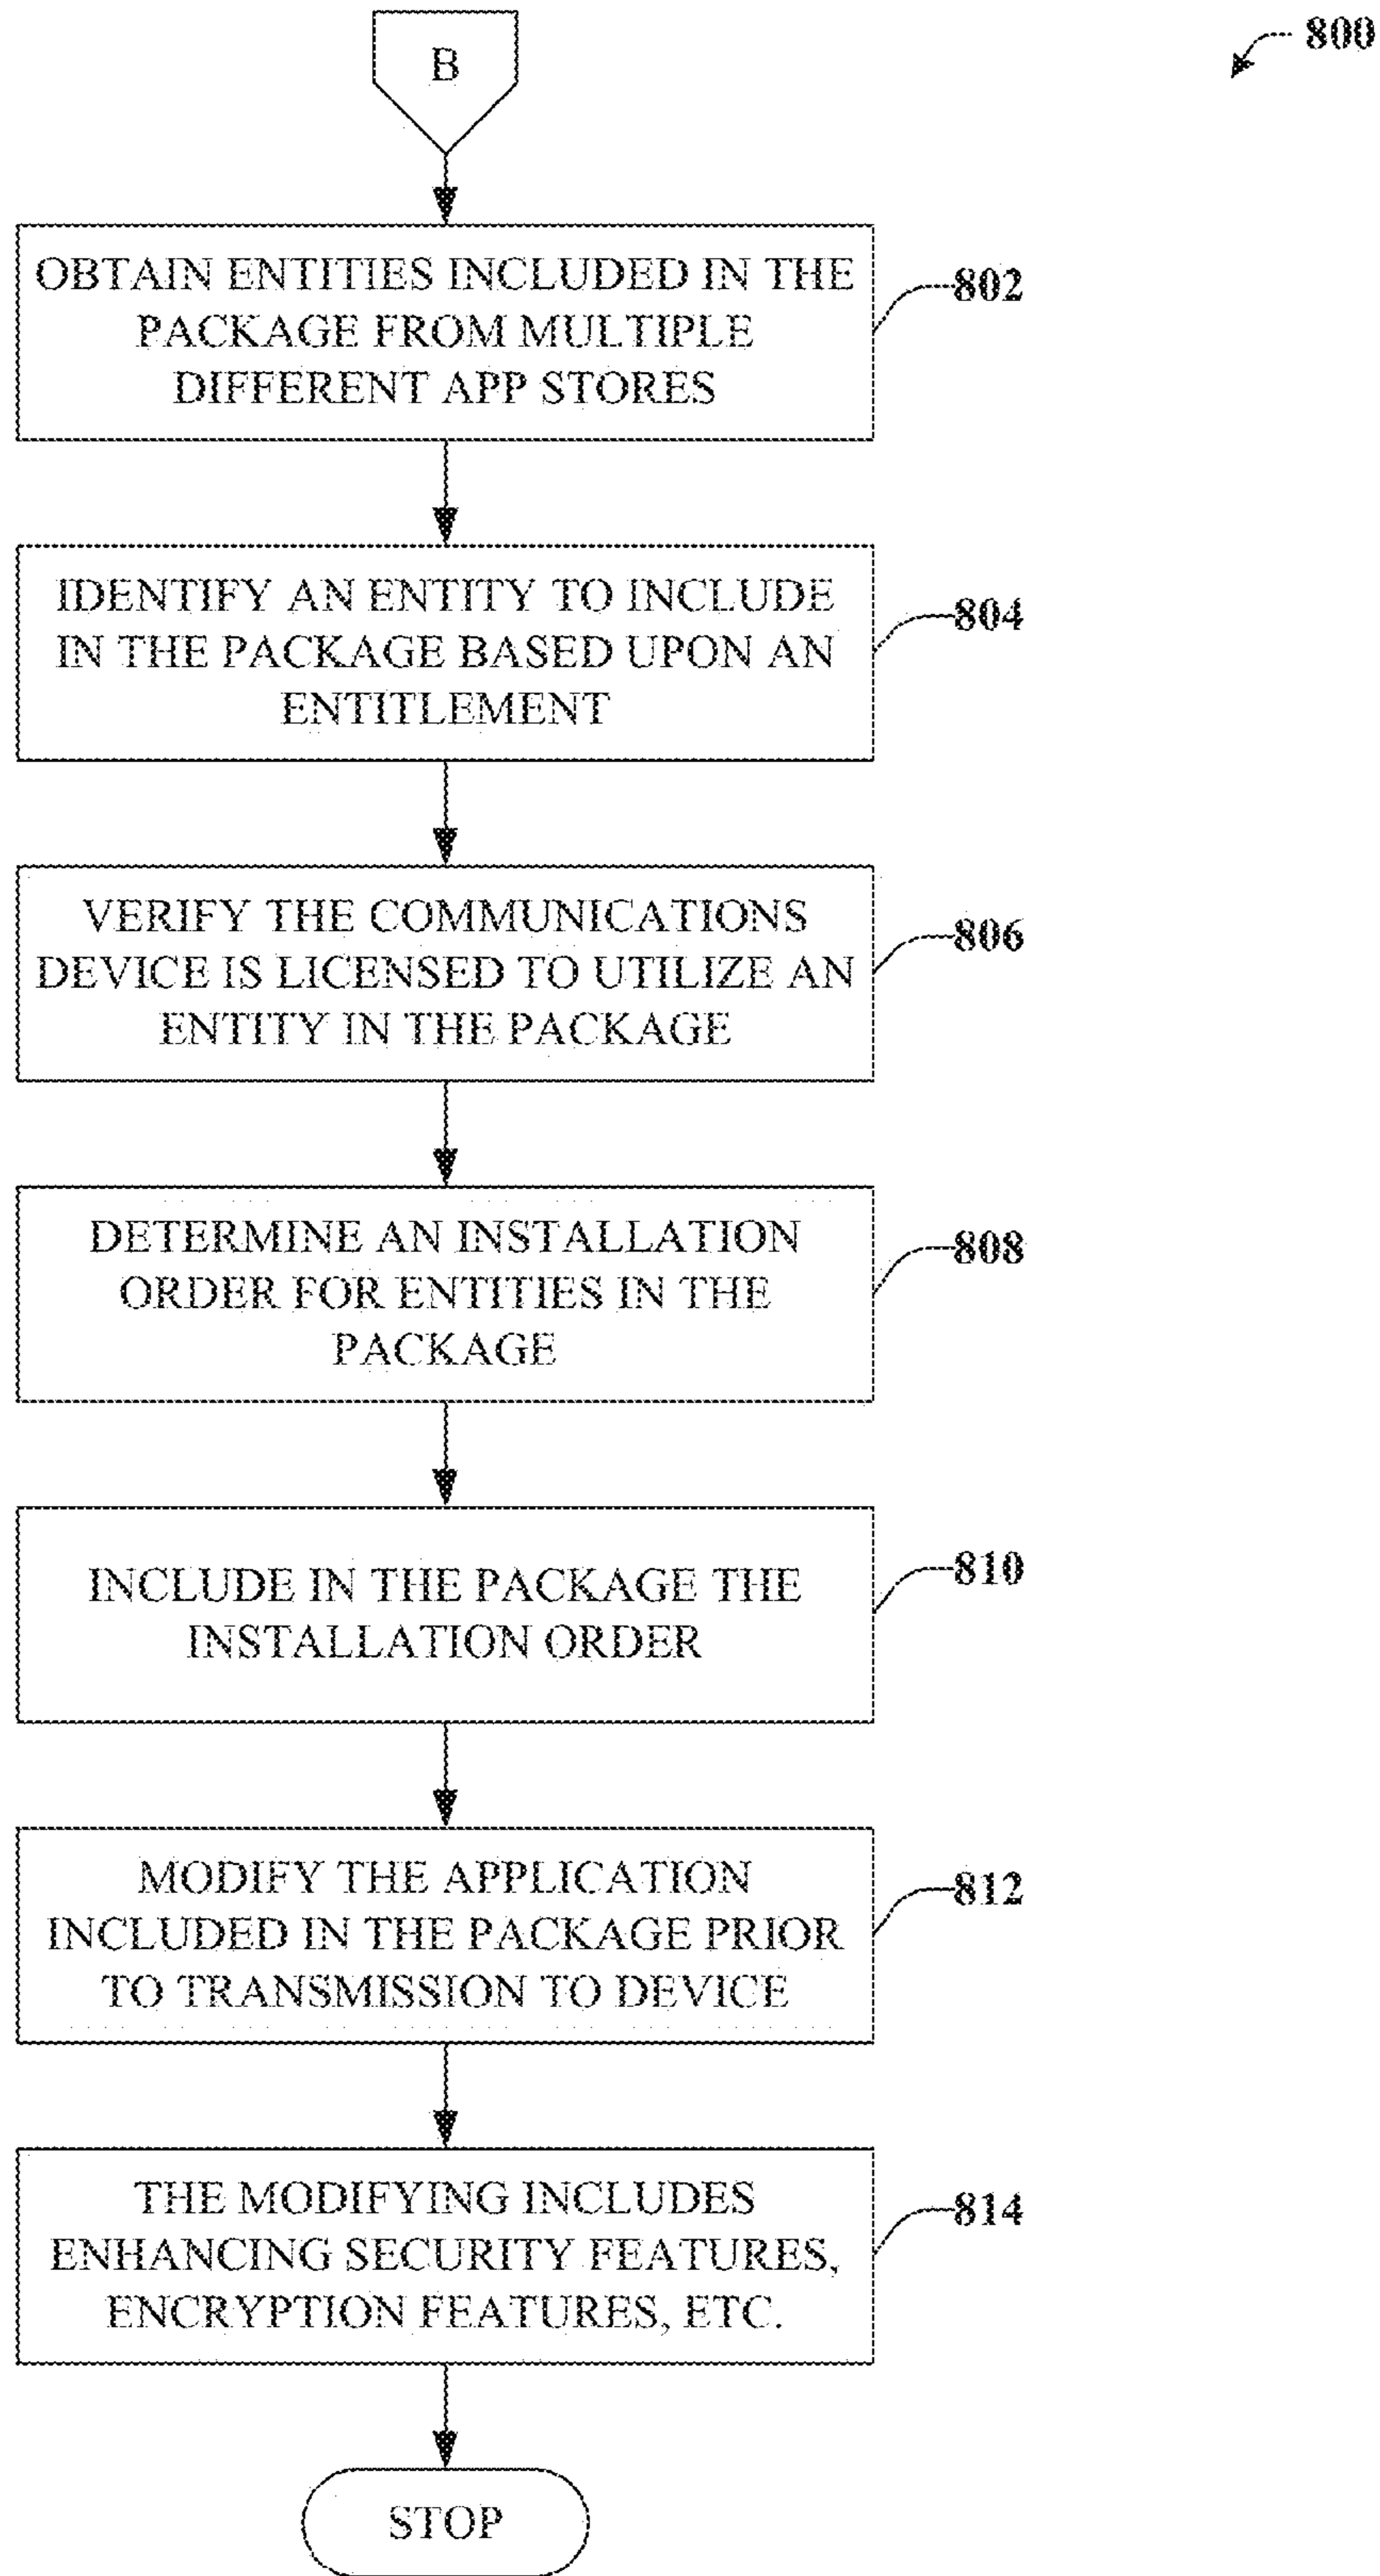 B
800
OBTAIN ENTITIES INCLUDED IN THE
PACKAGE FROM MULTIPLE
DIFFERENT APP STORES
802
IDENTIFY AN ENTITY TO INCLUDE
IN THE PACKAGE BASED UPON AN
ENTITLEMENT
804
VERIFY THE COMMUNICATIONS
DEVICE IS LICENSED TO UTILIZE AN
ENTITY IN THE PACKAGE
806
DETERMINE AN INSTALLATION
ORDER FOR ENTITIES IN THE
PACKAGE
808
INCLUDE IN THE PACKAGE THE
INSTALLATION ORDER
810
MODIFY THE APPLICATION
INCLUDED IN THE PACKAGE PRIOR
TO TRANSMISSION TO DEVICE
812
THE MODIFYING INCLUDES
ENHANCING SECURITY FEATURES,
ENCRYPTION FEATURES, ETC.
814
STOP